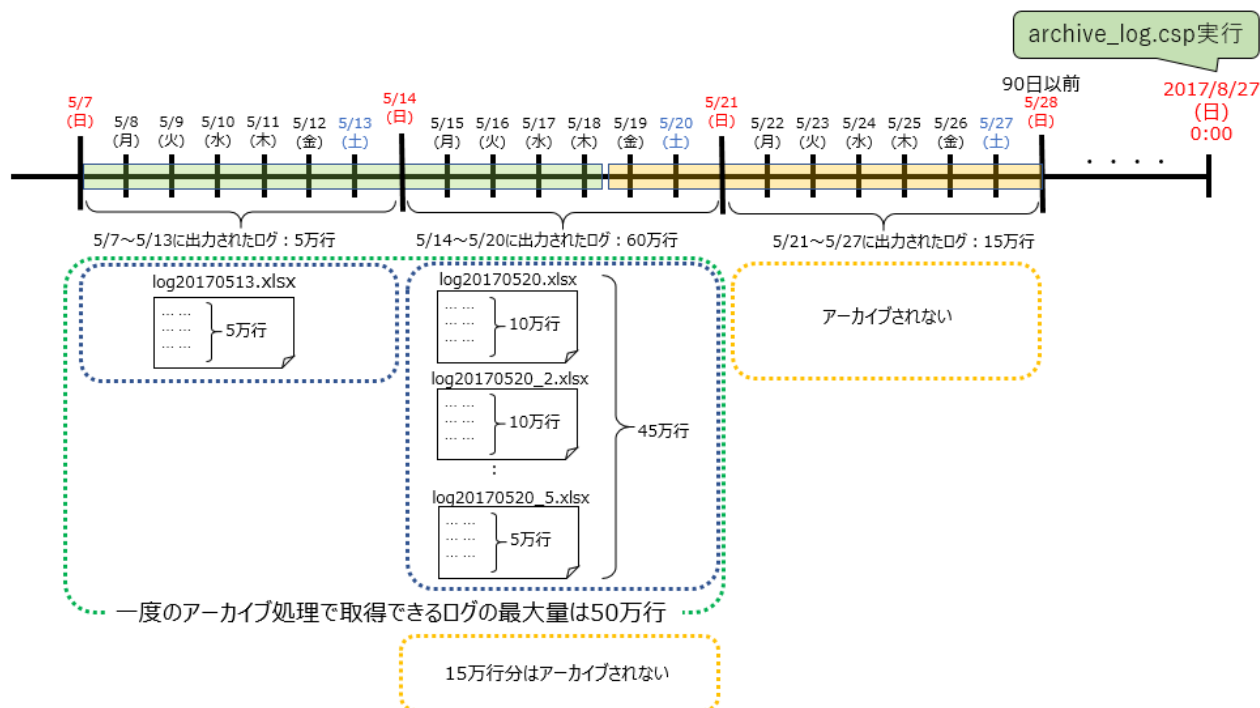 archive_log.csp実行
90日以前
2017/8/27
(日)
0:00
5/7
(日)
5/8
(月)
5/9
(火)
5/10
(水)
5/11
(木)
5/12
(金)
5/13
(土)
5/14
(日)
5/15
(月)
5/16
(火)
5/17
(水)
5/18
(木)
5/19
(金)
5/20
(土)
5/21
(日)
5/22
(月)
5/23
(火)
5/24
(水)
5/25
(木)
5/26
(金)
5/27
(土)
5/28
(日)
・・・・
5/7～5/13に出力されたログ：5万行
5/14～5/20に出力されたログ：60万行
5/21～5/27に出力されたログ：15万行
log20170513.xlsx
... ...
... ...
... ...
5万行
log20170520.xlsx
... ...
... ...
... ...
10万行
log20170520_2.xlsx
... ...
... ...
... ...
10万行
：
log20170520_5.xlsx
... ...
... ...
... ...
5万行
45万行
アーカイブされない
一度のアーカイブ処理で取得できるログの最大量は50万行
15万行分はアーカイブされない